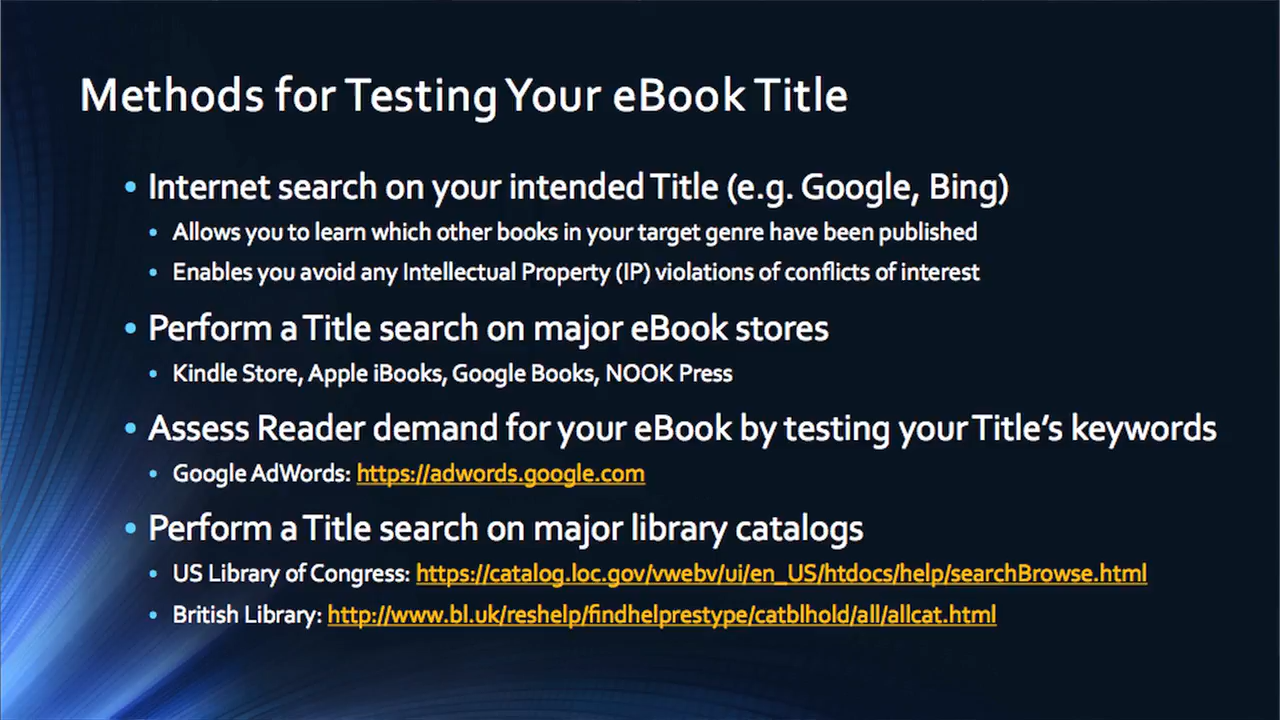 Methods for Testing Your eBook Title
• Internet search on your intended Title (e.g. Google, Bing)
• Allows you to learn which other books in your target genre have been published
• Enables you avoid any Intellectual Property (IP) violations of conflicts of interest
• Perform a Title search on major eBook stores
• Kindle Store, Apple iBooks, Google Books, NOOK Press
• Assess Reader demand for your eBook by testing your Title's keywords
• Google AdWords: https://adwords.google.com
• Perform a Title search on major library catalogs
• US Library of Congress: https://catalog.loc.gov/vwebv/ui/en_US/htdocs/help/searchBrowse.html
• British Library: http://www.bl.uk/reshelp/findhelprestype/catblhold/all/allcat.html